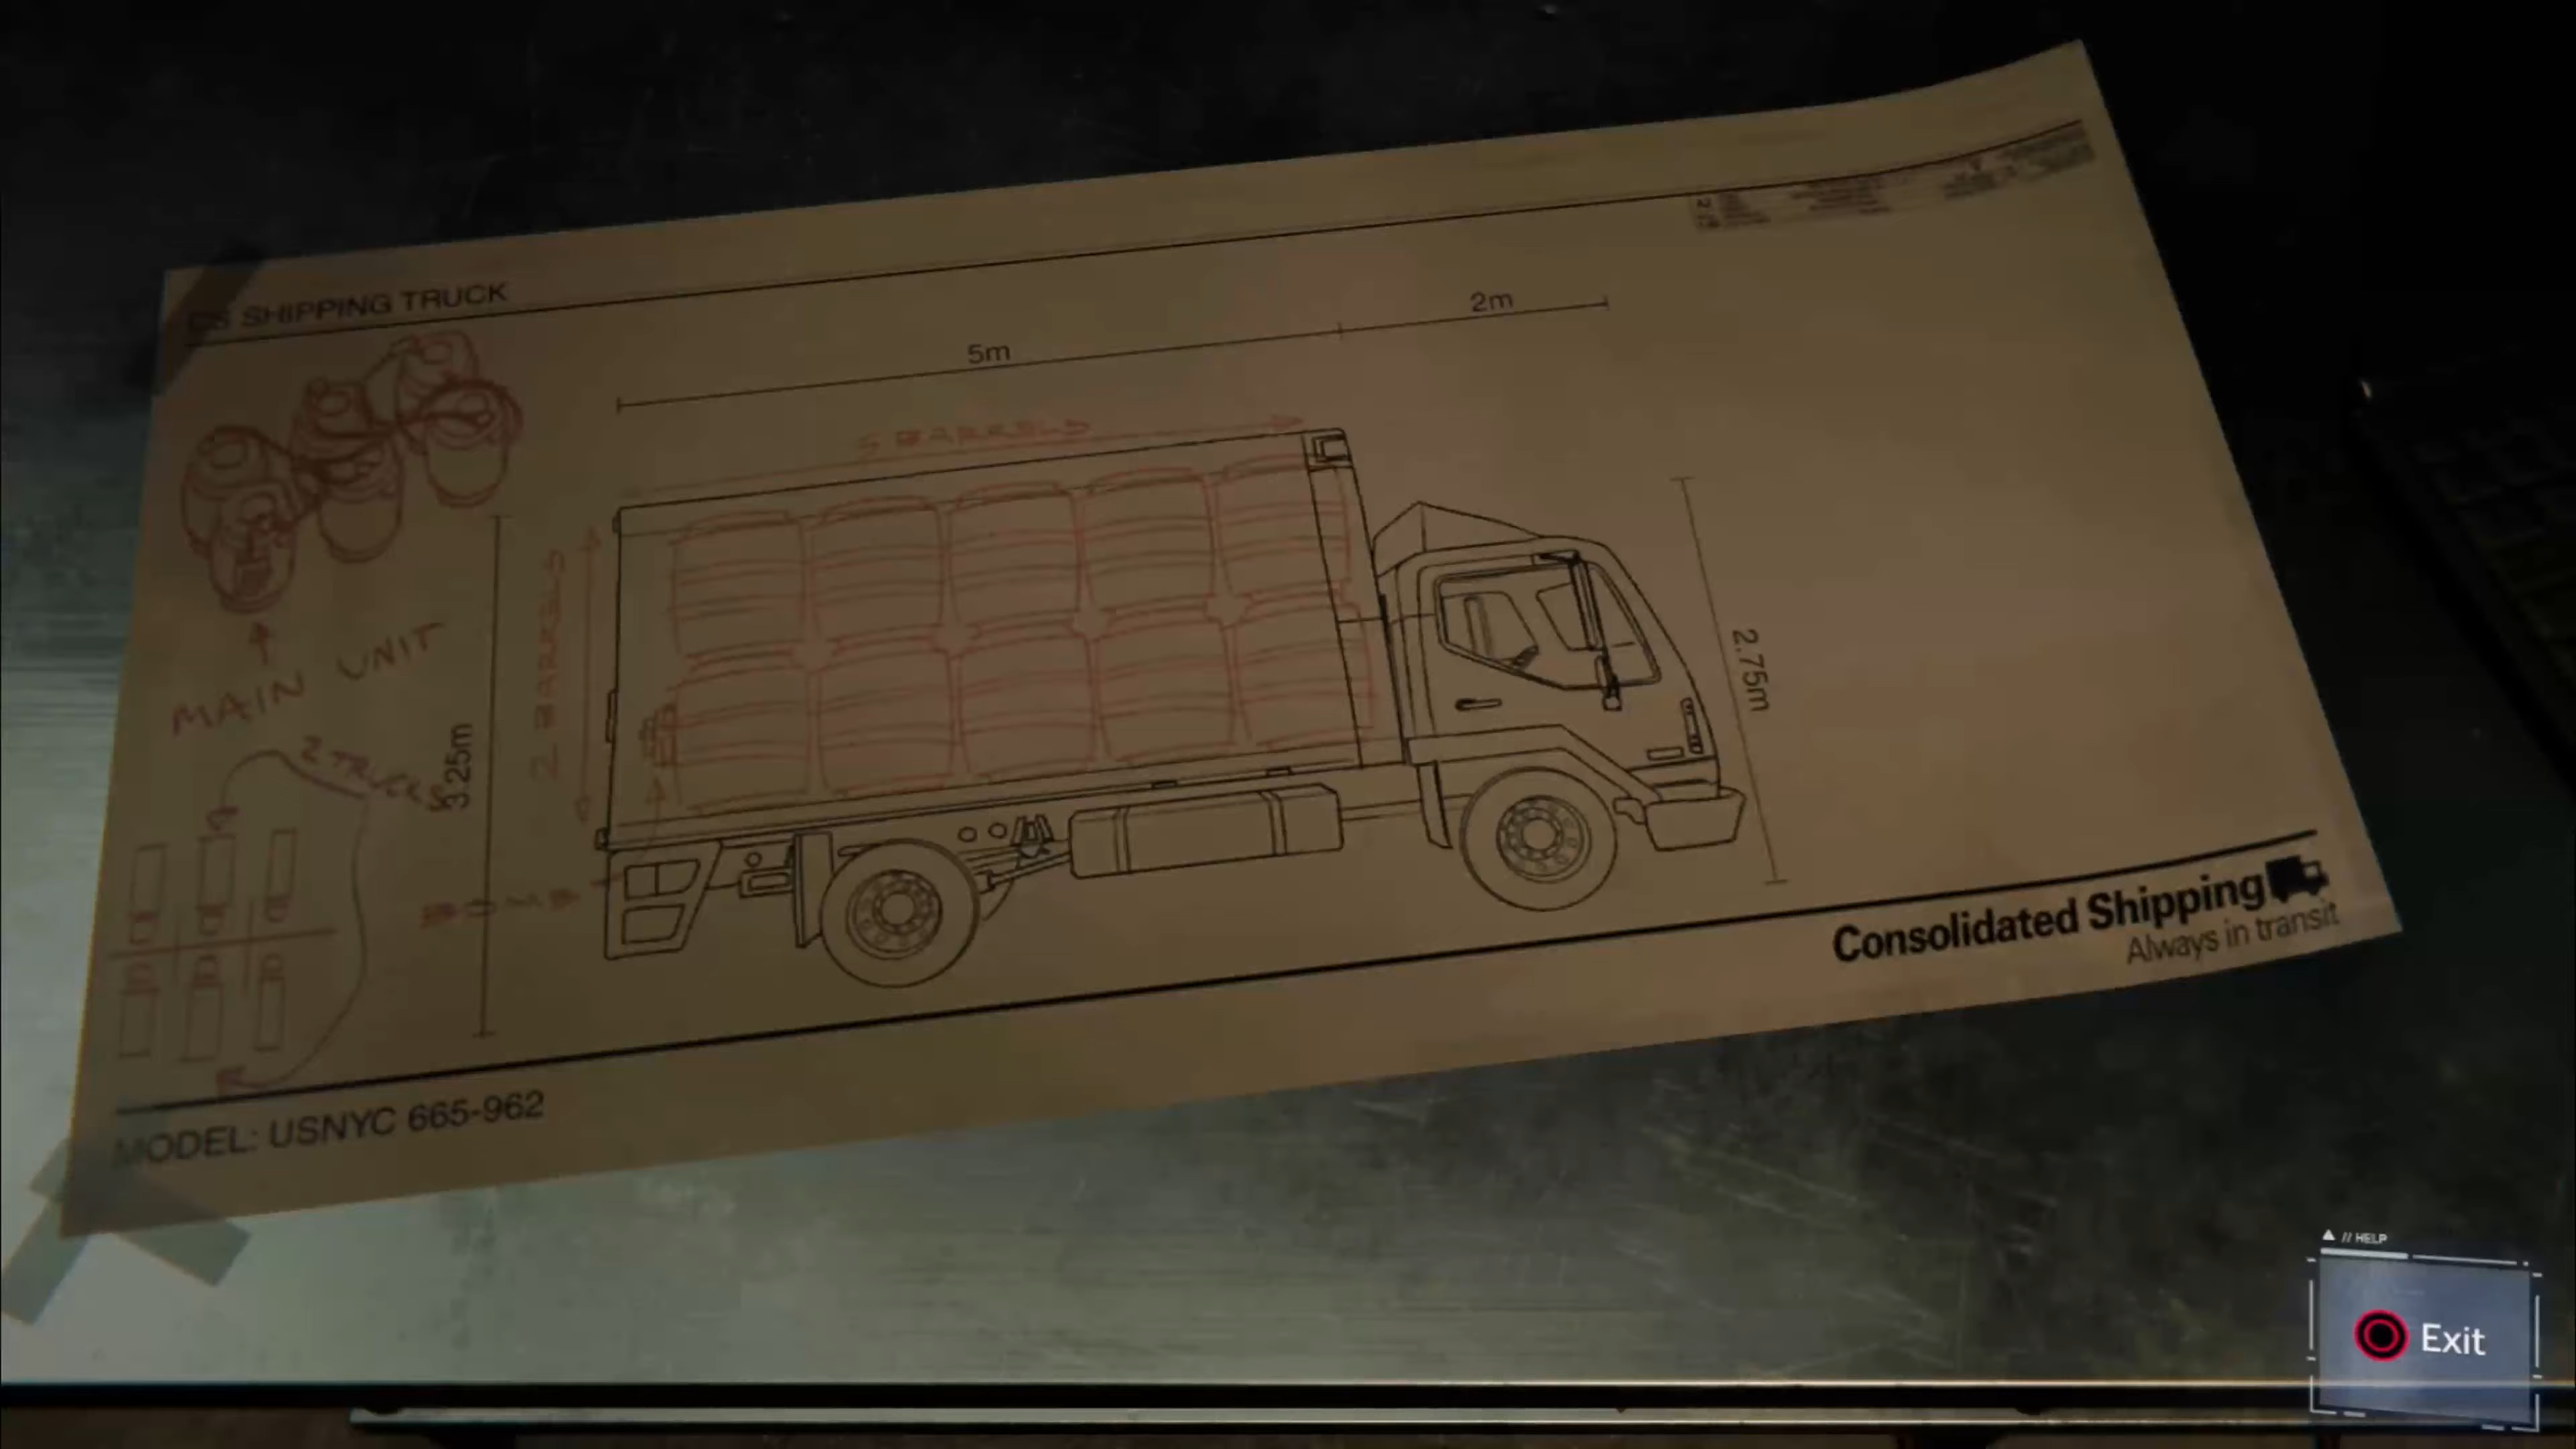 CS SHIPPING TRUCK
5m
2m
5 BARRELS
2 BARRELS
2.75m
3.25m
MAIN UNIT
2 TRUCKS
BOMB
Consolidated Shipping
Always in transit
MODEL: USNYC 665-962
// HELP
Exit